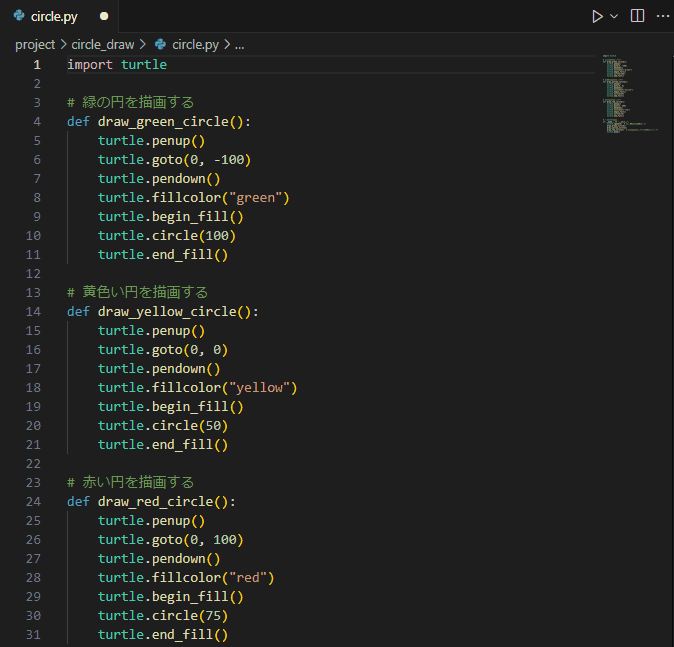 circle.py
project > circle_draw > circle.py > ...
1 import turtle
2
3 # 緑の円を描画する
4 def draw_green_circle():
5     turtle.penup()
6     turtle.goto(0, -100)
7     turtle.pendown()
8     turtle.fillcolor("green")
9     turtle.begin_fill()
10     turtle.circle(100)
11     turtle.end_fill()
12
13 # 黄色い円を描画する
14 def draw_yellow_circle():
15     turtle.penup()
16     turtle.goto(0, 0)
17     turtle.pendown()
18     turtle.fillcolor("yellow")
19     turtle.begin_fill()
20     turtle.circle(50)
21     turtle.end_fill()
22
23 # 赤い円を描画する
24 def draw_red_circle():
25     turtle.penup()
26     turtle.goto(0, 100)
27     turtle.pendown()
28     turtle.fillcolor("red")
29     turtle.begin_fill()
30     turtle.circle(75)
31     turtle.end_fill()